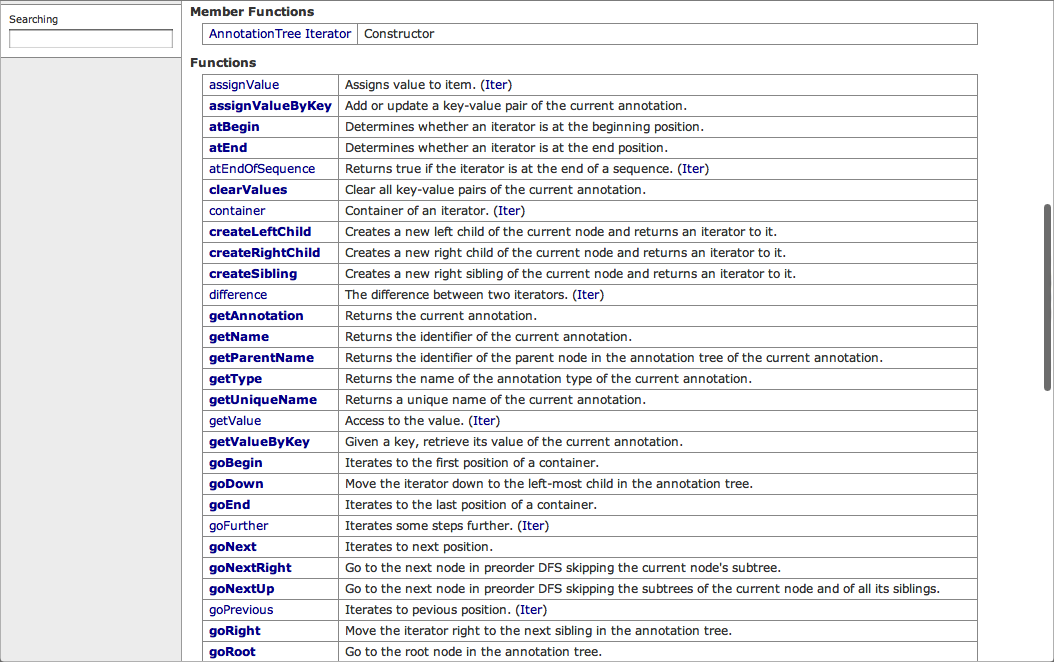 Searching
Member Functions
AnnotationTree Iterator Constructor
Functions
assignValue Assigns value to item. (Iter)
assignValueByKey Add or update a key-value pair of the current annotation.
atBegin Determines whether an iterator is at the beginning position.
atEnd Determines whether an iterator is at the end position.
atEndOfSequence Returns true if the iterator is at the end of a sequence. (Iter)
clearValues Clear all key-value pairs of the current annotation.
container Container of an iterator. (Iter)
createLeftChild Creates a new left child of the current node and returns an iterator to it.
createRightChild Creates a new right child of the current node and returns an iterator to it.
createSibling Creates a new right sibling of the current node and returns an iterator to it.
difference The difference between two iterators. (Iter)
getAnnotation Returns the current annotation.
getName Returns the identifier of the current annotation.
getParentName Returns the identifier of the parent node in the annotation tree of the current annotation.
getType Returns the name of the annotation type of the current annotation.
getUniqueName Returns a unique name of the current annotation.
getValue Access to the value. (Iter)
getValueByKey Given a key, retrieve its value of the current annotation.
goBegin Iterates to the first position of a container.
goDown Move the iterator down to the left-most child in the annotation tree.
goEnd Iterates to the last position of a container.
goFurther Iterates some steps further. (Iter)
goNext Iterates to next position.
goNextRight Go to the next node in preorder DFS skipping the current node's subtree.
goNextUp Go to the next node in preorder DFS skipping the subtrees of the current node and of all its siblings.
goPrevious Iterates to pevious position. (Iter)
goRight Move the iterator right to the next sibling in the annotation tree.
goRoot Go to the root node in the annotation tree.